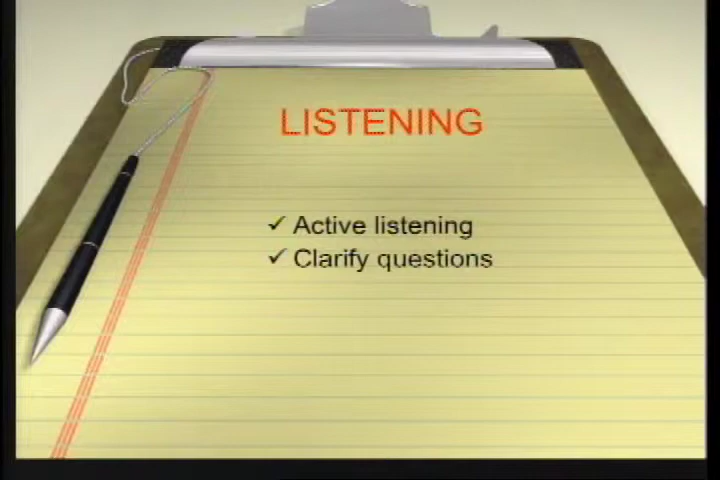 LISTENING
✓ Active listening
✓ Clarify questions